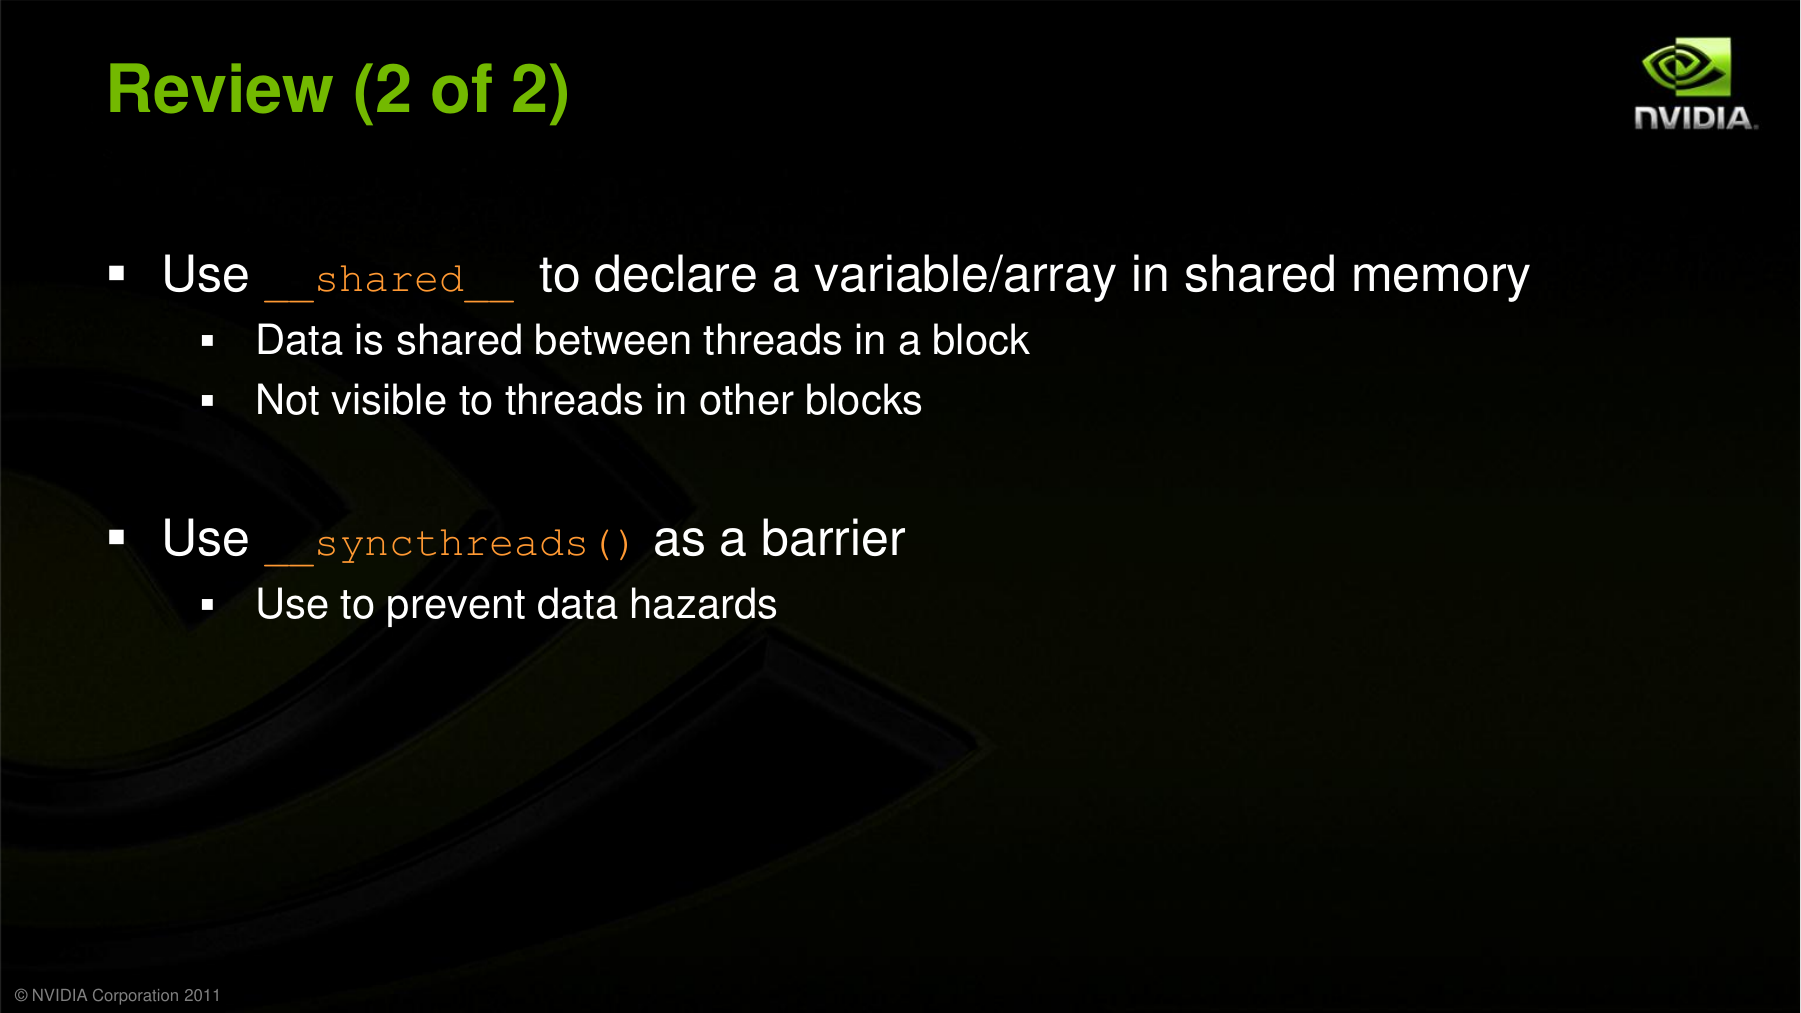 Review (2 of 2)
NVIDIA.
▪ Use __shared__ to declare a variable/array in shared memory
▪ Data is shared between threads in a block
▪ Not visible to threads in other blocks
▪ Use __syncthreads() as a barrier
▪ Use to prevent data hazards
© NVIDIA Corporation 2011